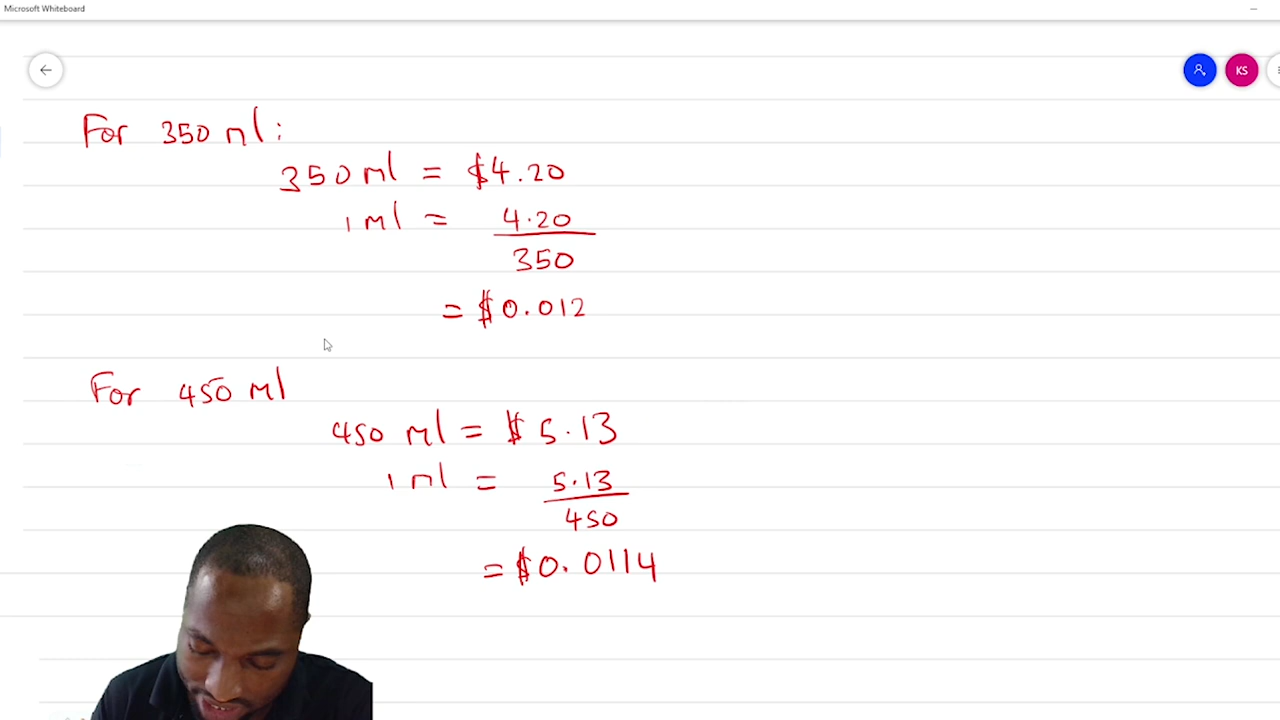 Microsoft Whiteboard
KS
For 350 ml:
350 ml = $4.20
1 ml = 4.20
350
= $0.012
For 450 ml
450 ml = $5.13
1 ml = 5.13
450
= $0.0114